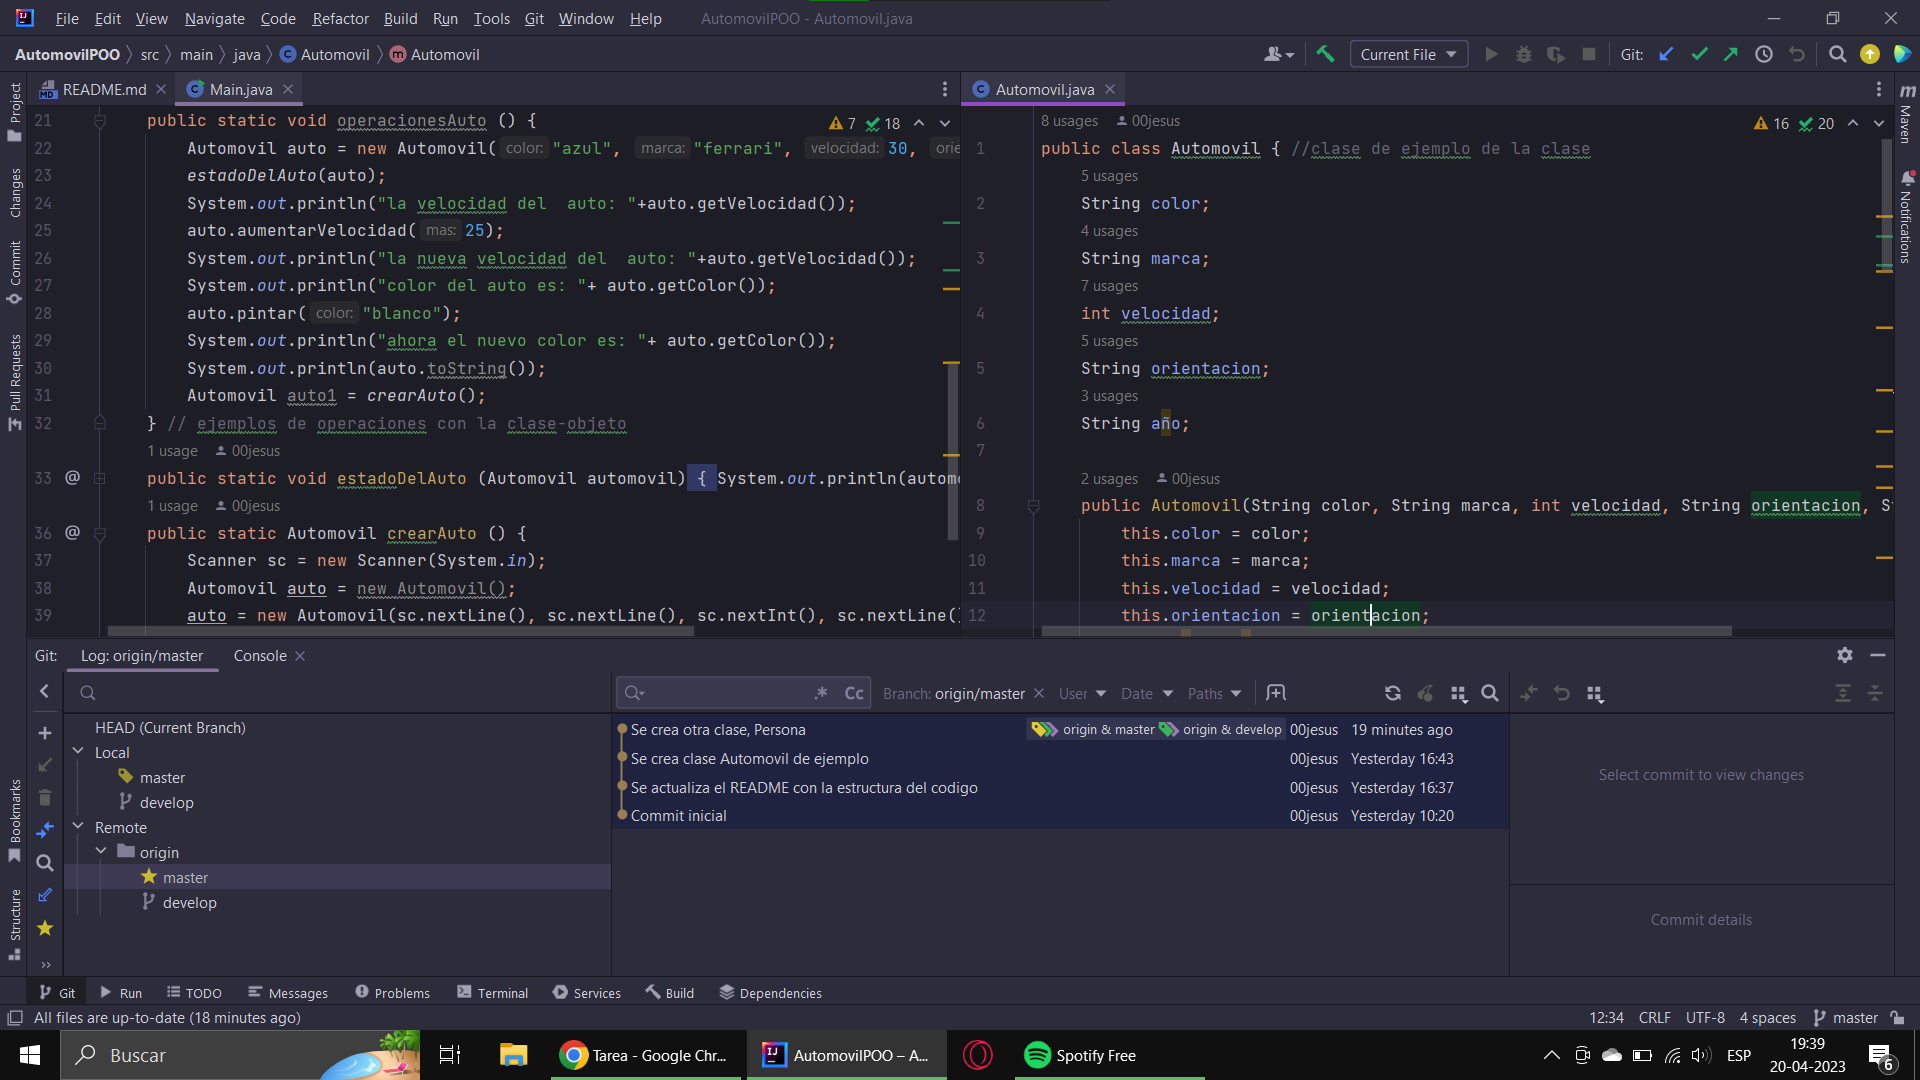 File Edit View Navigate Code Refactor Build Run Tools Git Window Help AutomovilPOO - Automovil.java
AutomovilPOO src main java Automovil Automovil Current File Git:
README.md Main.java
21 public static void operacionesAuto () { 7 18
22 Automovil auto = new Automovil( color: "azul", marca: "ferrari", velocidad: 30, orie
23 estadoDelAuto(auto);
24 System.out.println("la velocidad del  auto: "+auto.getVelocidad());
25 auto.aumentarVelocidad( mas: 25);
26 System.out.println("la nueva velocidad del  auto: "+auto.getVelocidad());
27 System.out.println("color del auto es: "+ auto.getColor());
28 auto.pintar( color: "blanco");
29 System.out.println("ahora el nuevo color es: "+ auto.getColor());
30 System.out.println(auto.toString());
31 Automovil auto1 = crearAuto();
32 } // ejemplos de operaciones con la clase-objeto
1 usage 00jesus
33 @ public static void estadoDelAuto (Automovil automovil) { System.out.println(autom
1 usage 00jesus
36 @ public static Automovil crearAuto () {
37 Scanner sc = new Scanner(System.in);
38 Automovil auto = new Automovil();
39 auto = new Automovil(sc.nextLine(), sc.nextLine(), sc.nextInt(), sc.nextLine()
Automovil.java
8 usages 00jesus 16 20
1 public class Automovil { //clase de ejemplo de la clase
5 usages
2 String color;
4 usages
3 String marca;
7 usages
4 int velocidad;
5 usages
5 String orientacion;
3 usages
6 String año;
7
2 usages 00jesus
8 public Automovil(String color, String marca, int velocidad, String orientacion, S
9 this.color = color;
10 this.marca = marca;
11 this.velocidad = velocidad;
12 this.orientacion = orientacion;
Project
Changes
Commit
Pull Requests
Bookmarks
Structure
Maven
Notifications
Git: Log: origin/master Console
Cc Branch: origin/master User Date Paths
HEAD (Current Branch)
Local
master
develop
Remote
origin
master
develop
Se crea otra clase, Persona origin & master origin & develop 00jesus 19 minutes ago
Se crea clase Automovil de ejemplo 00jesus Yesterday 16:43
Se actualiza el README con la estructura del codigo 00jesus Yesterday 16:37
Commit inicial 00jesus Yesterday 10:20
Select commit to view changes
Commit details
Git Run TODO Messages Problems Terminal Services Build Dependencies
All files are up-to-date (18 minutes ago) 12:34 CRLF UTF-8 4 spaces master
Buscar Tarea - Google Chr... AutomovilPOO – A... Spotify Free ESP 19:39
20-04-2023 6